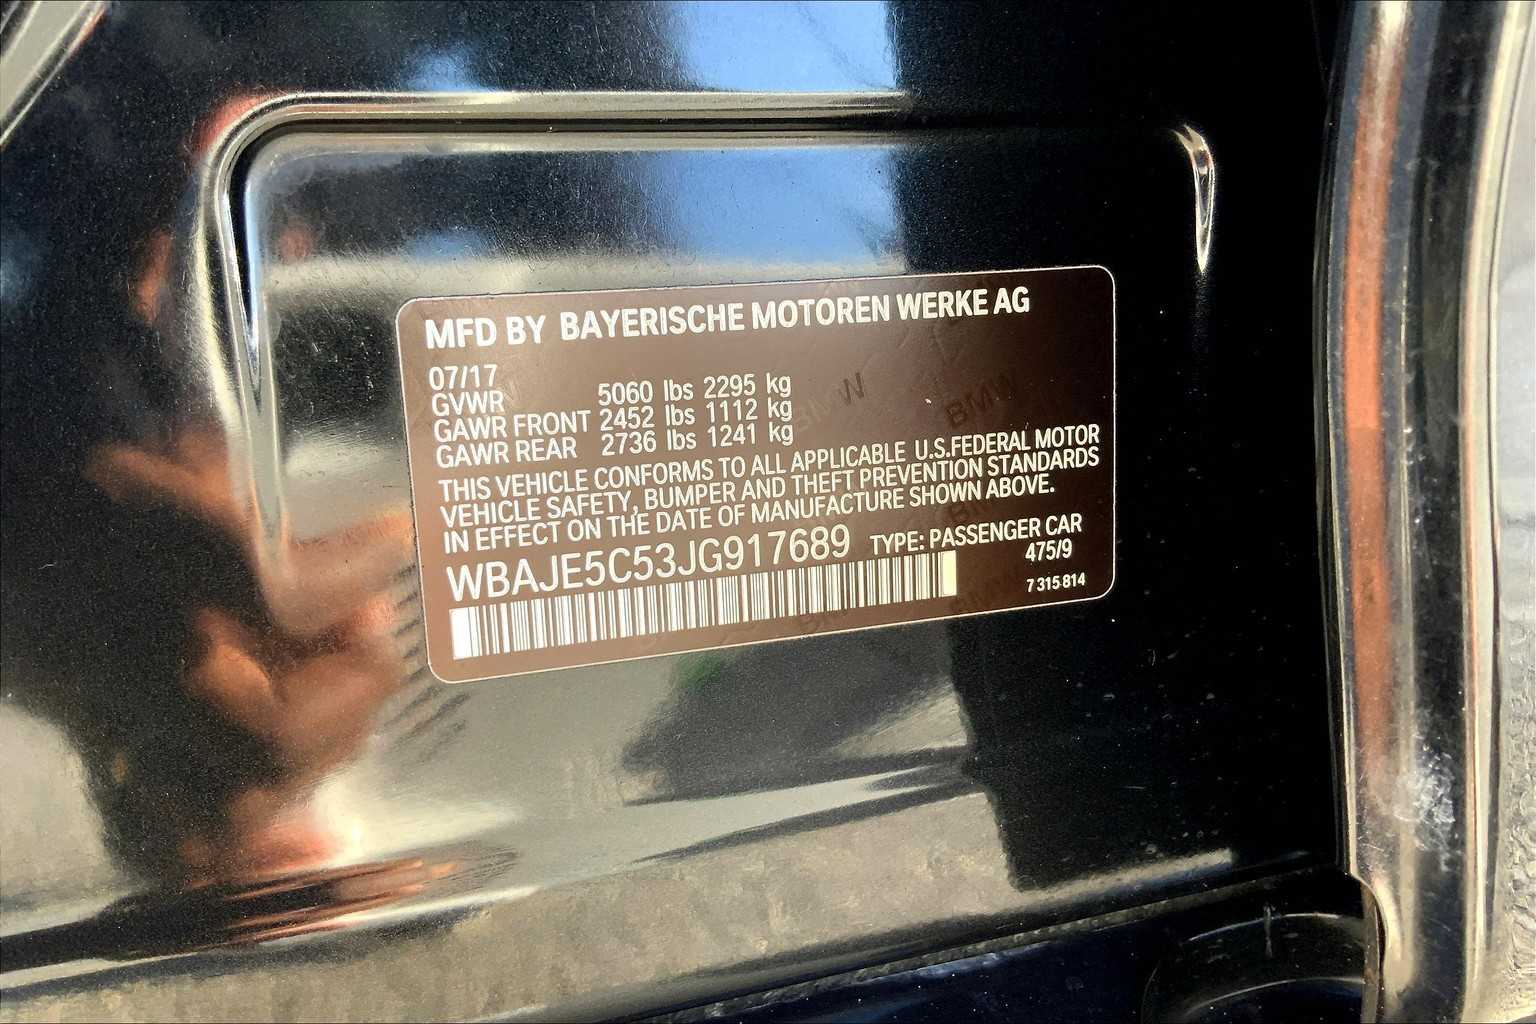 MFD BY BAYERISCHE MOTOREN WERKE AG
07/17
GVWR 5060 lbs 2295 kg
GAWR FRONT 2452 lbs 1112 kg
GAWR REAR 2736 lbs 1241 kg
THIS VEHICLE CONFORMS TO ALL APPLICABLE U.S.FEDERAL MOTOR
VEHICLE SAFETY, BUMPER AND THEFT PREVENTION STANDARDS
IN EFFECT ON THE DATE OF MANUFACTURE SHOWN ABOVE.
WBAJE5C53JG917689 TYPE: PASSENGER CAR
475/9
7 315 814
BMW
BMW